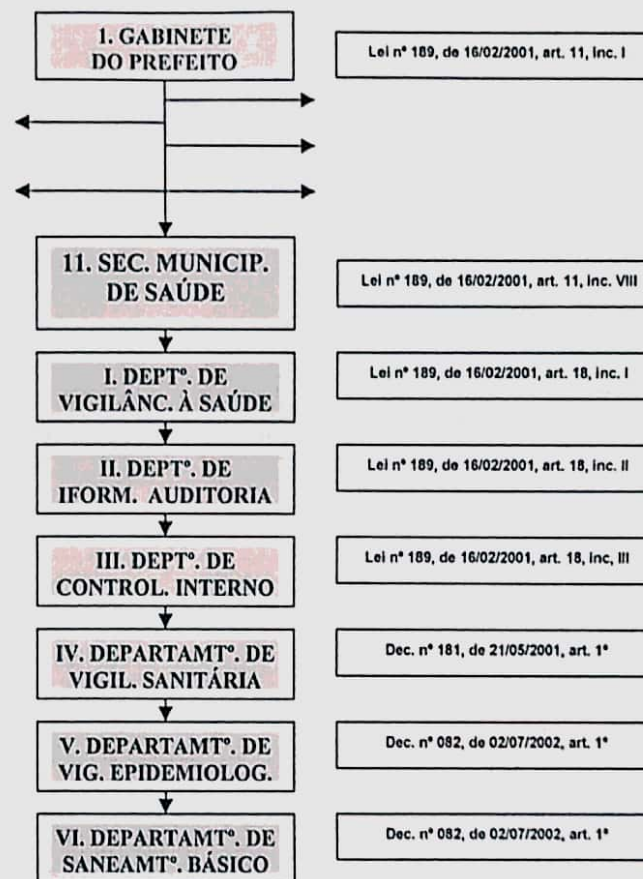 1. GABINETE
DO PREFEITO
Lei nº 189, de 16/02/2001, art. 11, inc. I
11. SEC. MUNICIP.
DE SAÚDE
Lei nº 189, de 16/02/2001, art. 11, inc. VIII
I. DEPTº. DE
VIGILÂNC. À SAÚDE
Lei nº 189, de 16/02/2001, art. 18, inc. I
II. DEPTº. DE
IFORM. AUDITORIA
Lei nº 189, de 16/02/2001, art. 18, inc. II
III. DEPTº. DE
CONTROL. INTERNO
Lei nº 189, de 16/02/2001, art. 18, inc, III
IV. DEPARTAMTº. DE
VIGIL. SANITÁRIA
Dec. nº 181, de 21/05/2001, art. 1º
V. DEPARTAMTº. DE
VIG. EPIDEMIOLOG.
Dec. nº 082, de 02/07/2002, art. 1º
VI. DEPARTAMTº. DE
SANEAMTº. BÁSICO
Dec. nº 082, de 02/07/2002, art. 1º